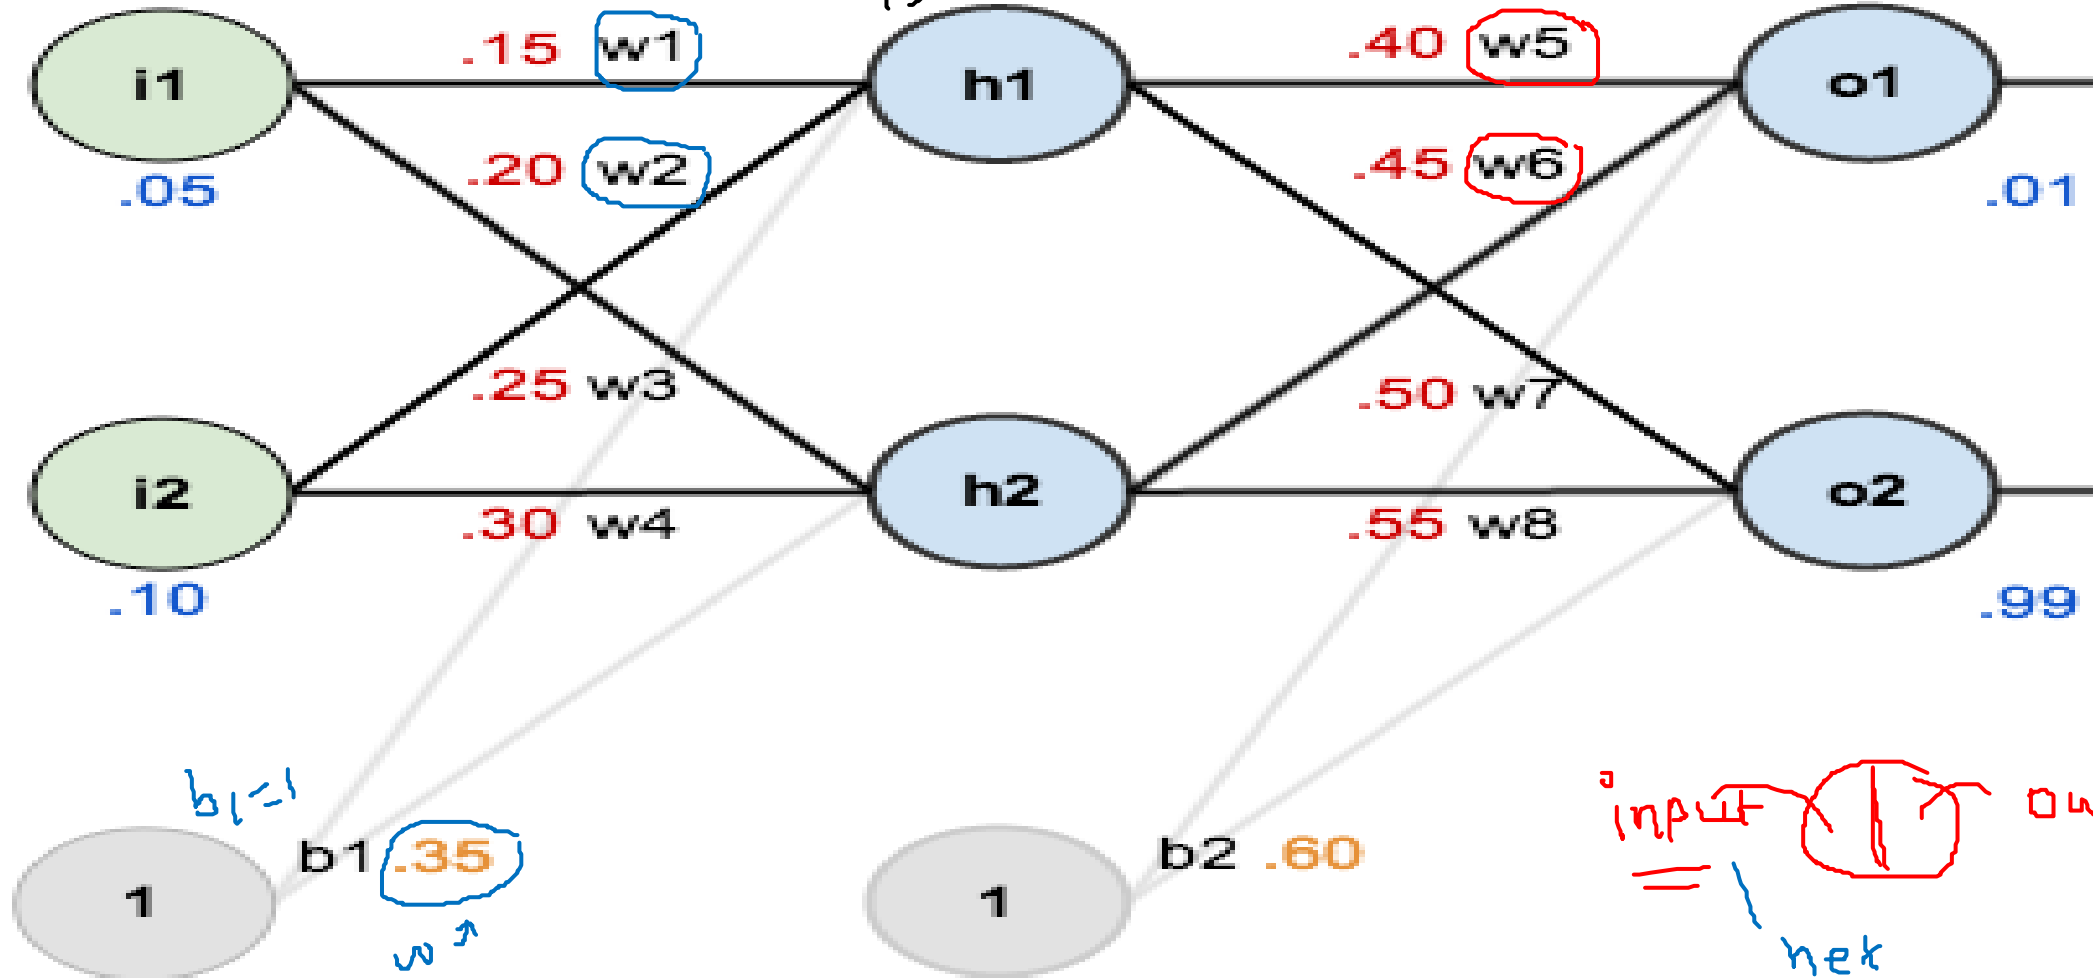 .15 w1
.40 w5
i1
h1
o1
.20 w2
.45 w6
.05
.01
.25 w3
.50 w7
i2
h2
o2
.30 w4
.55 w8
.10
.99
b1=1
input
b1 .35
b2 .60
1
1
w
net